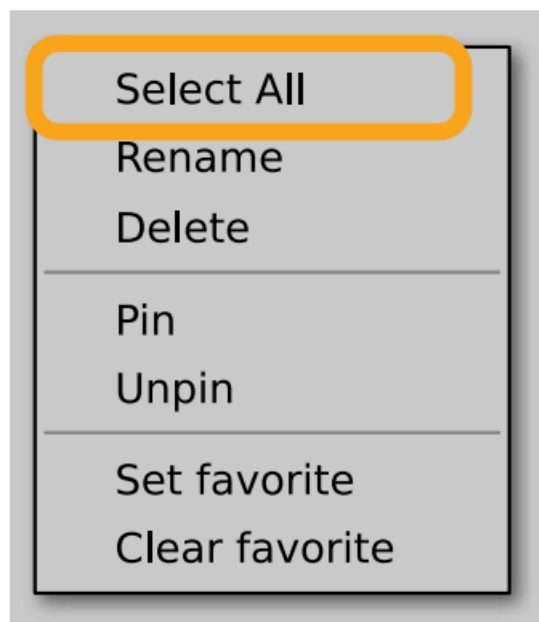 Select All
Rename
Delete
Pin
Unpin
Set favorite
Clear favorite